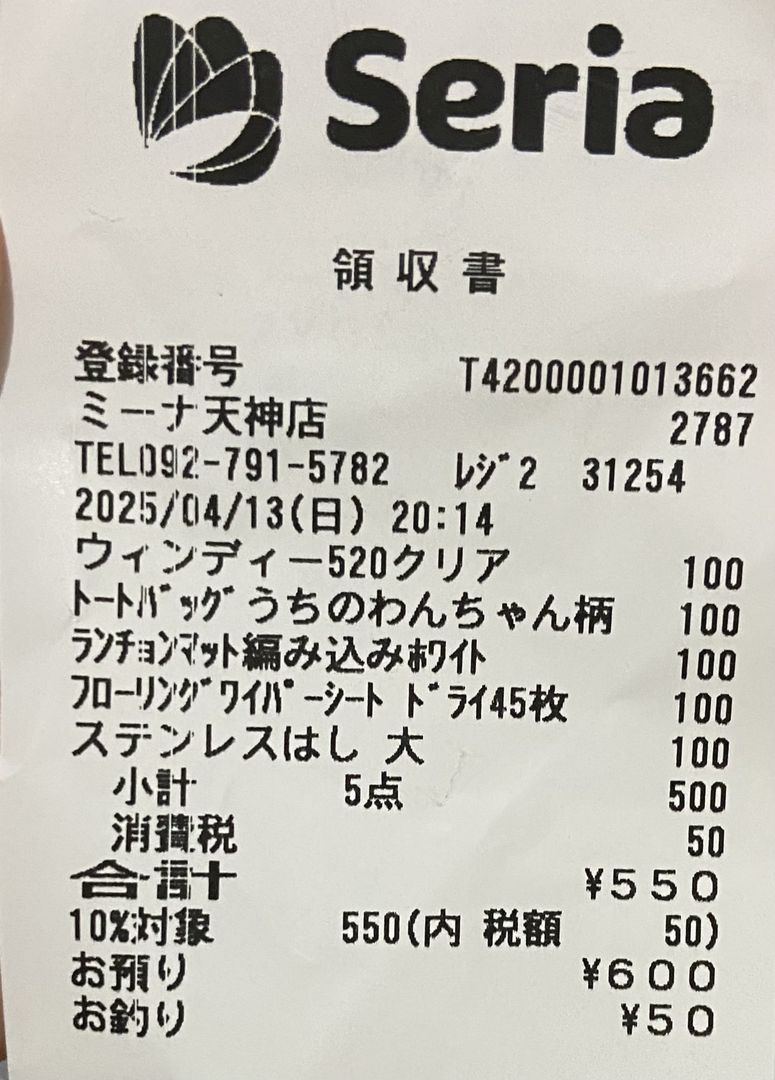 Seria
領収書
登録番号 T4200001013662
ミーナ天神店 2787
TEL092-791-5782 ﾚｼﾞ2 31254
2025/04/13(日) 20:14
ウィンディー520クリア 100
ﾄｰﾄﾊﾞｯｸﾞうちのわんちゃん柄 100
ﾗﾝﾁｮﾝﾏｯﾄ編み込みﾎﾜｲﾄ 100
ﾌﾛｰﾘﾝｸﾞﾜｲﾊﾟｰｼｰﾄ ﾄﾞﾗｲ45枚 100
ステンレスはし 大 100
小計 5点 500
消費税 50
合計 ¥550
10%対象 550(内 税額 50)
お預り ¥600
お釣り ¥50